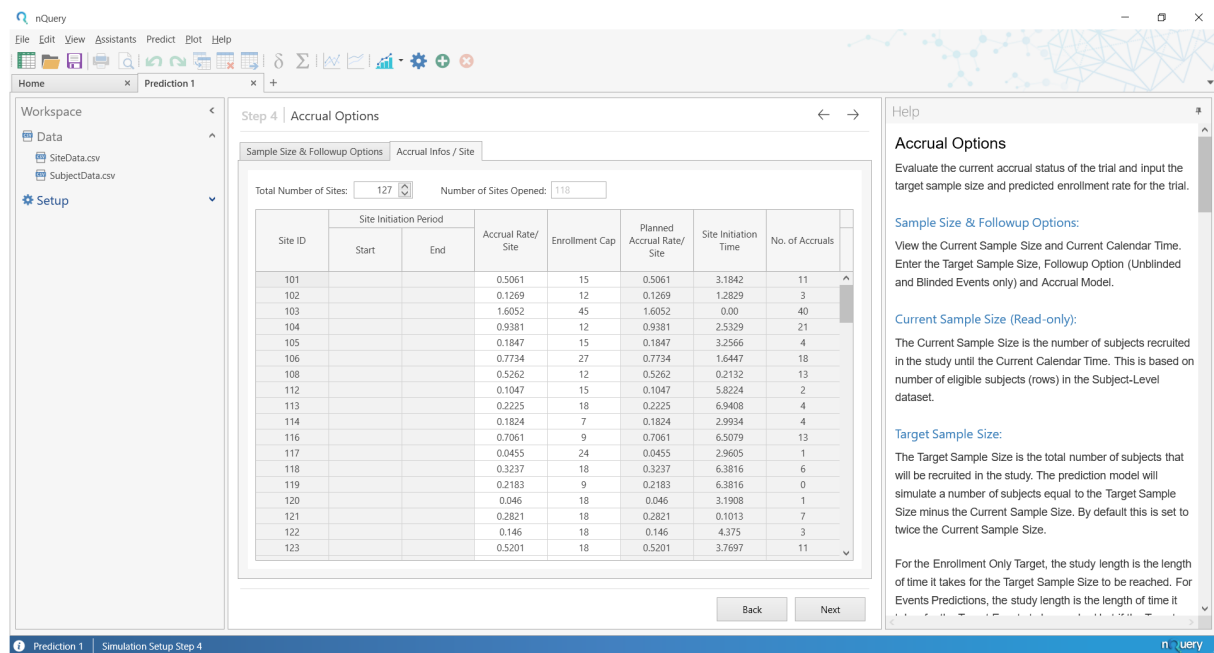 nQuery
File Edit View Assistants Predict Plot Help
Home × Prediction 1 × +
Workspace
Data
SiteData.csv
SubjectData.csv
Setup
Step 4 | Accrual Options
Sample Size & Followup Options Accrual Infos / Site
Total Number of Sites: 127 Number of Sites Opened: 118
Site ID Site Initiation Period Start End Accrual Rate/ Site Enrollment Cap Planned Accrual Rate/ Site Site Initiation Time No. of Accruals
101 0.5061 15 0.5061 3.1842 11
102 0.1269 12 0.1269 1.2829 3
103 1.6052 45 1.6052 0.00 40
104 0.9381 12 0.9381 2.5329 21
105 0.1847 15 0.1847 3.2566 4
106 0.7734 27 0.7734 1.6447 18
108 0.5262 12 0.5262 0.2132 13
112 0.1047 15 0.1047 5.8224 2
113 0.2225 18 0.2225 6.9408 4
114 0.1824 7 0.1824 2.9934 4
116 0.7061 9 0.7061 6.5079 13
117 0.0455 24 0.0455 2.9605 1
118 0.3237 18 0.3237 6.3816 6
119 0.2183 9 0.2183 6.3816 0
120 0.046 18 0.046 3.1908 1
121 0.2821 18 0.2821 0.1013 7
122 0.146 18 0.146 4.375 3
123 0.5201 18 0.5201 3.7697 11
Back Next
Help
Accrual Options
Evaluate the current accrual status of the trial and input the
target sample size and predicted enrollment rate for the trial.
Sample Size & Followup Options:
View the Current Sample Size and Current Calendar Time.
Enter the Target Sample Size, Followup Option (Unblinded
and Blinded Events only) and Accrual Model.
Current Sample Size (Read-only):
The Current Sample Size is the number of subjects recruited
in the study until the Current Calendar Time. This is based on
number of eligible subjects (rows) in the Subject-Level
dataset.
Target Sample Size:
The Target Sample Size is the total number of subjects that
will be recruited in the study. The prediction model will
simulate a number of subjects equal to the Target Sample
Size minus the Current Sample Size. By default this is set to
twice the Current Sample Size.
For the Enrollment Only Target, the study length is the length
of time it takes for the Target Sample Size to be reached. For
Events Predictions, the study length is the length of time it
Prediction 1 | Simulation Setup Step 4
nQuery